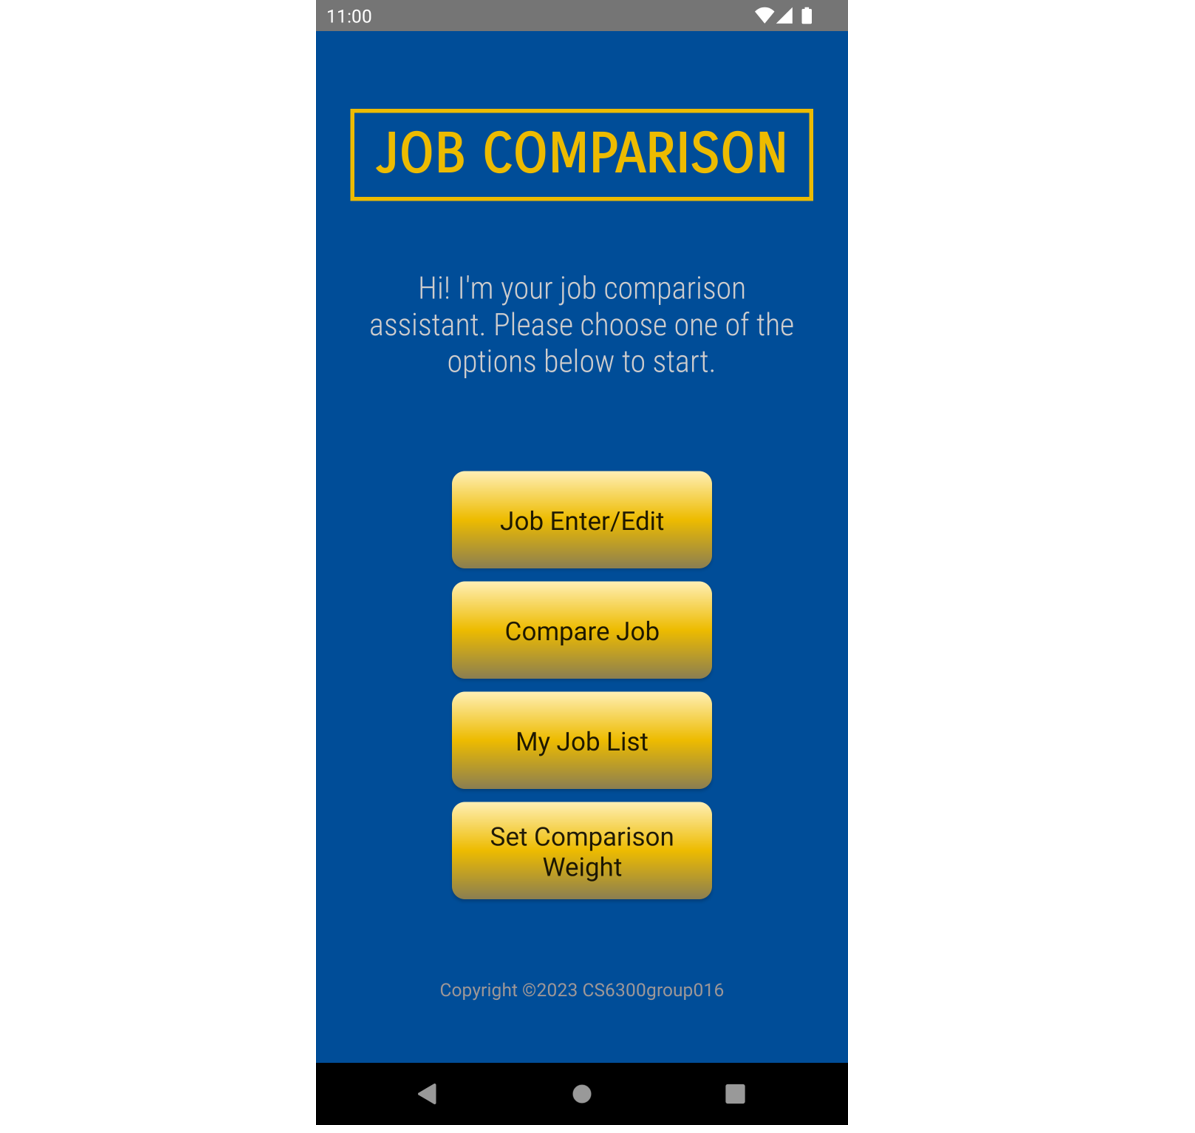 11:00
JOB COMPARISON
Hi! I'm your job comparison
assistant. Please choose one of the
options below to start.
Job Enter/Edit
Compare Job
My Job List
Set Comparison
Weight
Copyright ©2023 CS6300group016